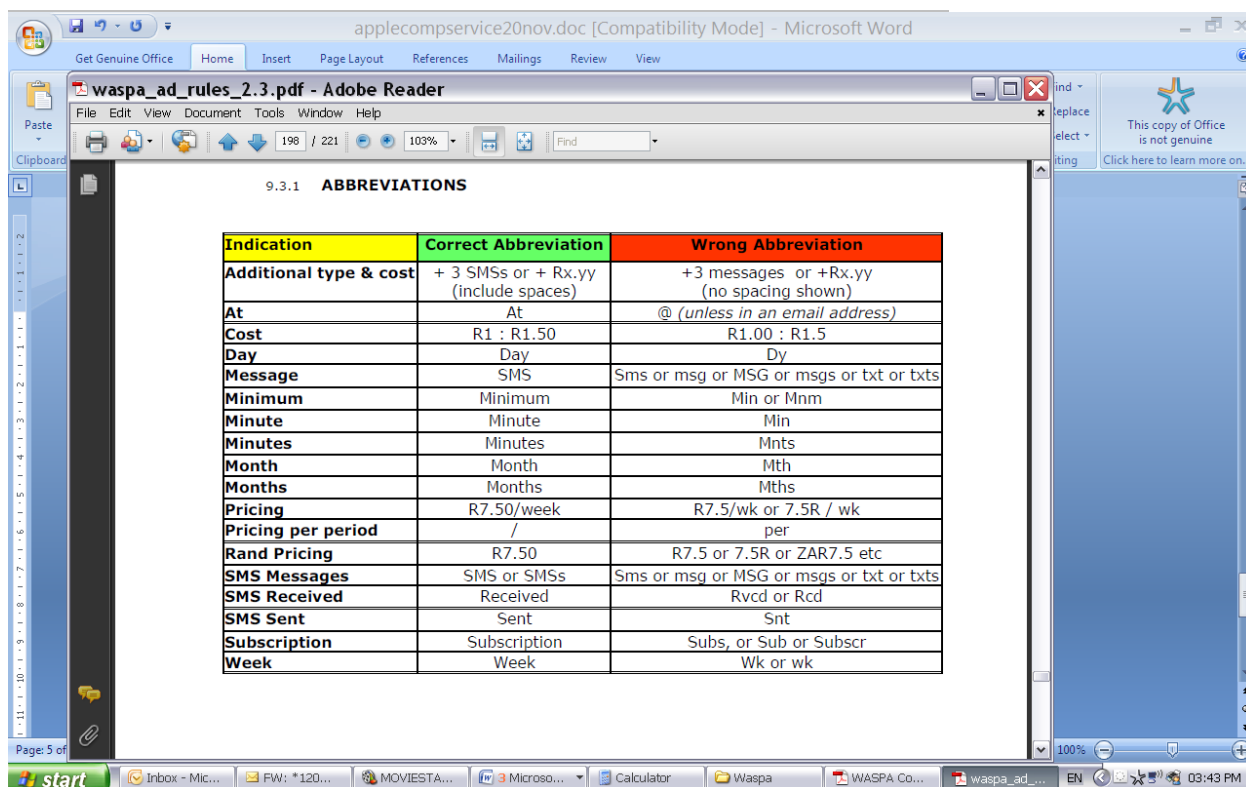 applecompservice20nov.doc [Compatibility Mode] - Microsoft Word
Get Genuine Office Home Insert Page Layout References Mailings Review View
Paste
Clipboard
ind
eplace
elect
iting
This copy of Office
is not genuine
Click here to learn more on.
waspa_ad_rules_2.3.pdf - Adobe Reader
File Edit View Document Tools Window Help
198 / 221 103% Find
9.3.1 ABBREVIATIONS
Indication Correct Abbreviation Wrong Abbreviation
Additional type & cost + 3 SMSs or + Rx.yy +3 messages or +Rx.yy
(include spaces) (no spacing shown)
At At @ (unless in an email address)
Cost R1 : R1.50 R1.00 : R1.5
Day Day Dy
Message SMS Sms or msg or MSG or msgs or txt or txts
Minimum Minimum Min or Mnm
Minute Minute Min
Minutes Minutes Mnts
Month Month Mth
Months Months Mths
Pricing R7.50/week R7.5/wk or 7.5R / wk
Pricing per period / per
Rand Pricing R7.50 R7.5 or 7.5R or ZAR7.5 etc
SMS Messages SMS or SMSs Sms or msg or MSG or msgs or txt or txts
SMS Received Received Rvcd or Rcd
SMS Sent Sent Snt
Subscription Subscription Subs, or Sub or Subscr
Week Week Wk or wk
Page: 5 of 100%
start Inbox - Mic... FW: *120... MOVIESTA... 3 Microso... Calculator Waspa WASPA Co... waspa_ad_... EN 03:43 PM